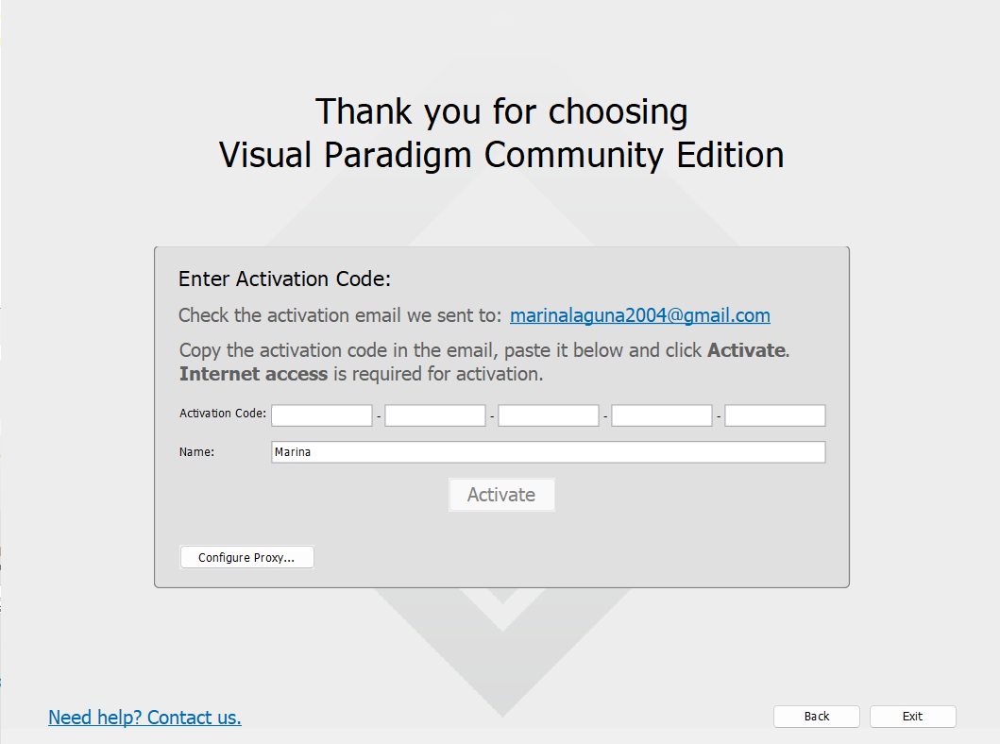 Thank you for choosing
Visual Paradigm Community Edition
Enter Activation Code:
Check the activation email we sent to: marinalaguna2004@gmail.com
Copy the activation code in the email, paste it below and click Activate.
Internet access is required for activation.
Activation Code: - - - -
Name: Marina
Activate
Configure Proxy...
Need help? Contact us. Back Exit